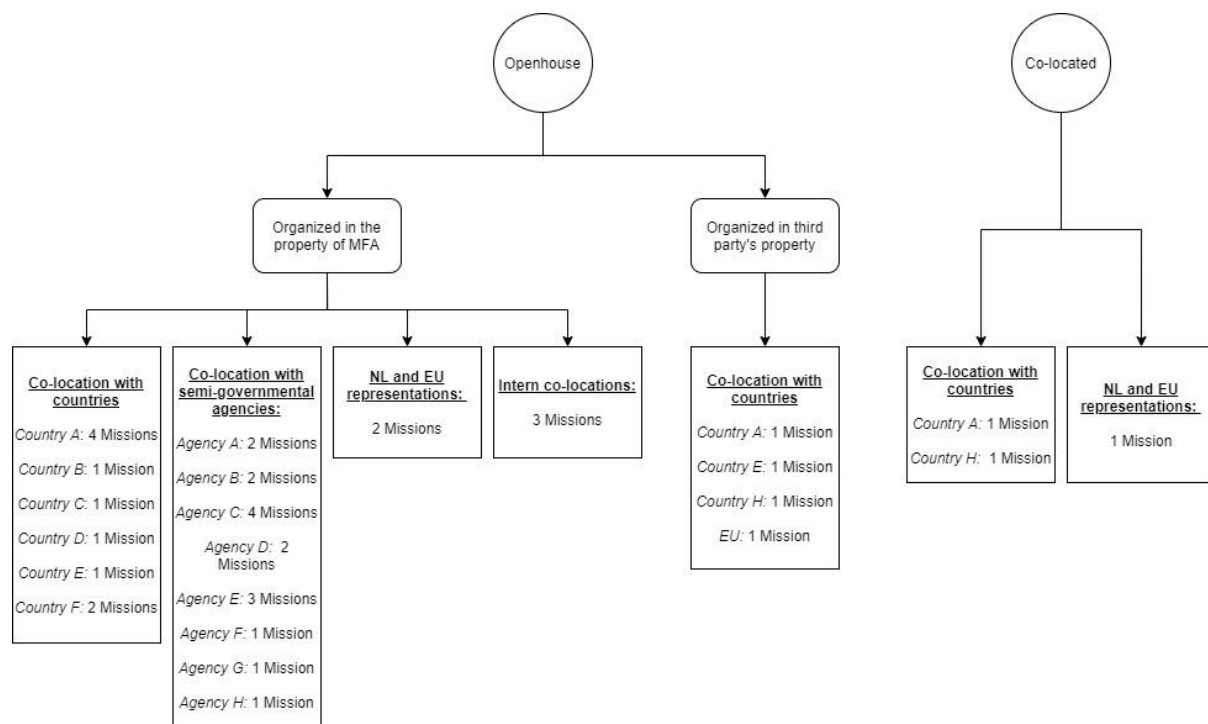 Openhouse
Co-located
Organized in the
property of MFA
Organized in third
party's property
Co-location with
countries
Country A: 4 Missions
Country B: 1 Mission
Country C: 1 Mission
Country D: 1 Mission
Country E: 1 Mission
Country F: 2 Missions
Co-location with
semi-governmental
agencies:
Agency A: 2 Missions
Agency B: 2 Missions
Agency C: 4 Missions
Agency D: 2
Missions
Agency E: 3 Missions
Agency F: 1 Mission
Agency G: 1 Mission
Agency H: 1 Mission
NL and EU
representations:
2 Missions
Intern co-locations:
3 Missions
Co-location with
countries
Country A: 1 Mission
Country E: 1 Mission
Country H: 1 Mission
EU: 1 Mission
Co-location with
countries
Country A: 1 Mission
Country H: 1 Mission
NL and EU
representations:
1 Mission